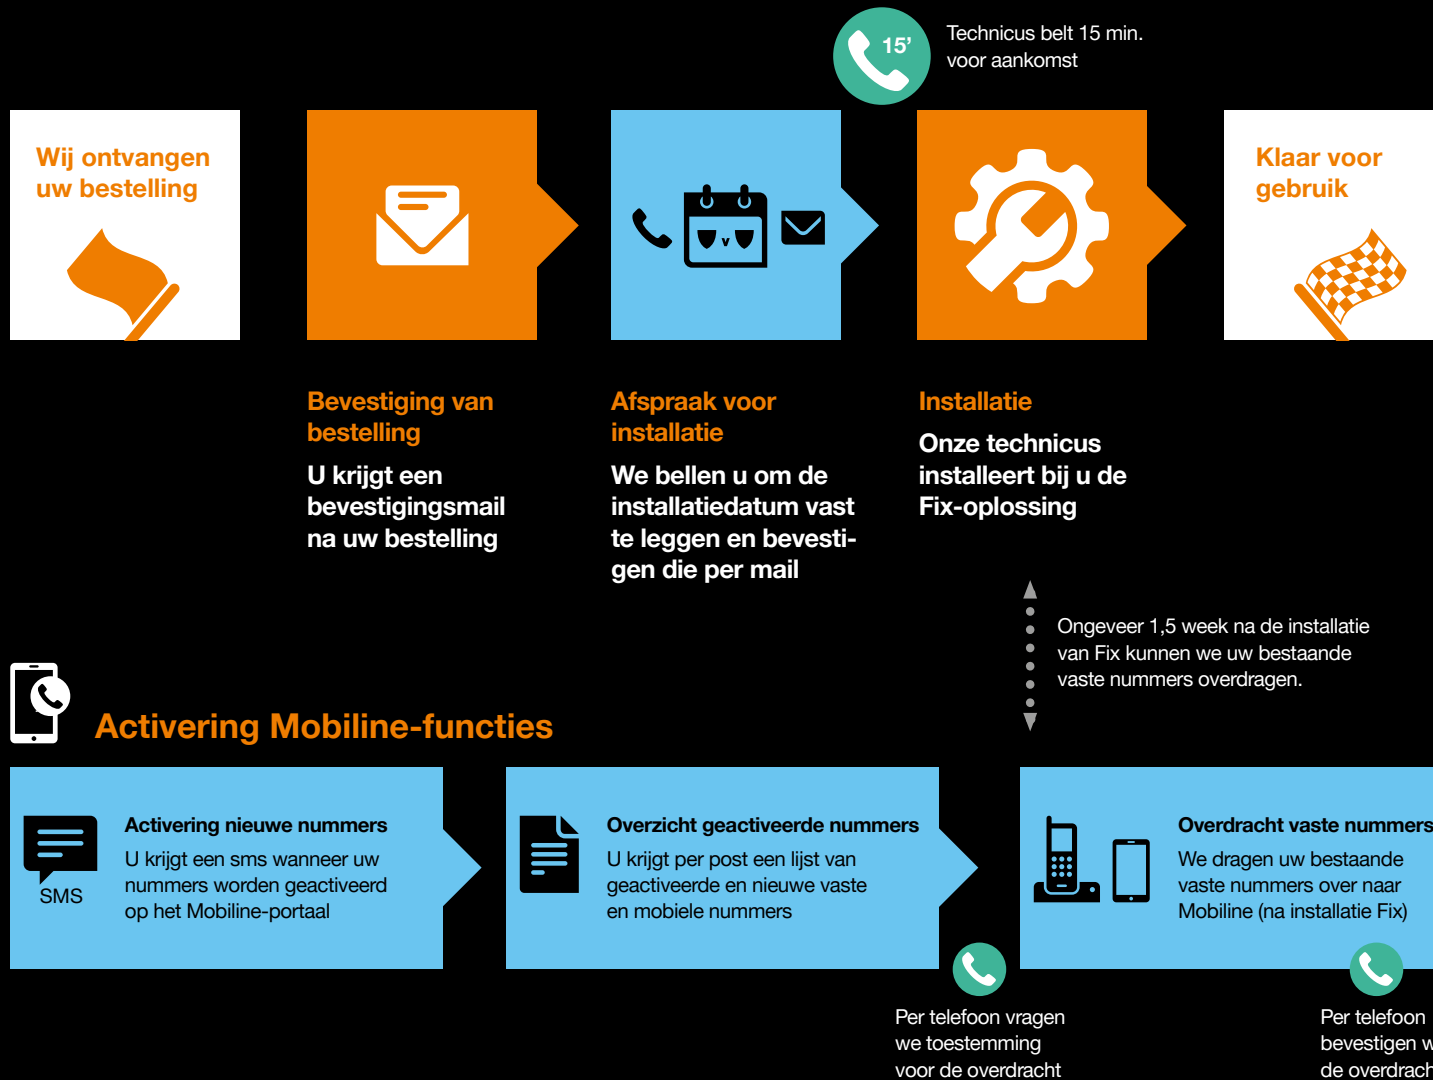 15’
Technicus belt 15 min.
voor aankomst
Wij ontvangen
uw bestelling
v
Klaar voor
gebruik
Bevestiging van
bestelling
U krijgt een
bevestigingsmail
na uw bestelling
Afspraak voor
installatie
We bellen u om de
installatiedatum vast
te leggen en bevesti-
gen die per mail
Installatie
Onze technicus
installeert bij u de
Fix-oplossing
Ongeveer 1,5 week na de installatie
van Fix kunnen we uw bestaande
vaste nummers overdragen.
Activering Mobiline-functies
SMS
Activering nieuwe nummers
U krijgt een sms wanneer uw
nummers worden geactiveerd
op het Mobiline-portaal
Overzicht geactiveerde nummers
U krijgt per post een lijst van
geactiveerde en nieuwe vaste
en mobiele nummers
Overdracht vaste nummers
We dragen uw bestaande
vaste nummers over naar
Mobiline (na installatie Fix)
Per telefoon vragen
we toestemming
voor de overdracht
Per telefoon
bevestigen
de